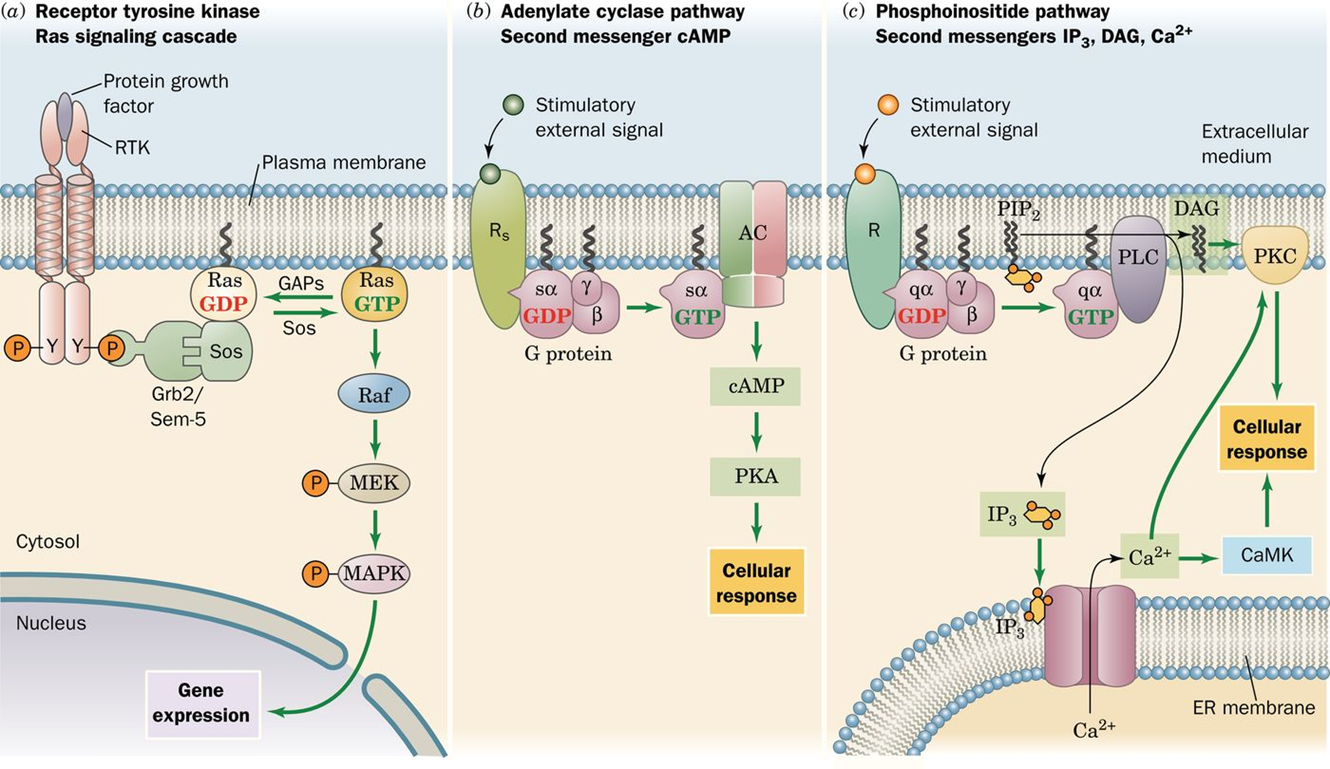 (a) Receptor tyrosine kinase
Ras signaling cascade
Protein growth
factor
RTK
Plasma membrane
Ras
GDP
GAPs
Sos
Ras
GTP
P
Y
Y
P
Sos
Grb2/
Sem-5
Raf
P
MEK
P
MAPK
Cytosol
Nucleus
Gene
expression
(b) Adenylate cyclase pathway
Second messenger cAMP
Stimulatory
external signal
Rs
AC
sα
GDP
γ
β
sα
GTP
G protein
cAMP
PKA
Cellular
response
(c) Phosphoinositide pathway
Second messengers IP3, DAG, Ca2+
Stimulatory
external signal
Extracellular
medium
R
PIP2
DAG
PLC
PKC
qα
GDP
γ
β
qα
GTP
G protein
Cellular
response
IP3
Ca2+
CaMK
IP3
ER membrane
Ca2+